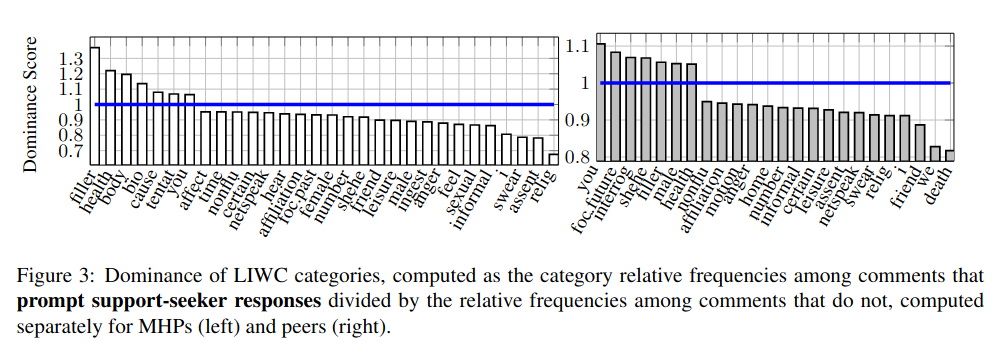 Dominance Score
1.3
1.2
1.1
1
0.9
0.8
0.7
filler
health
body
bio
cause
tentat
you
affect
time
nonflu
certain
netspeak
hear
affiliation
foc.past
female
number
shehe
friend
leisure
male
ingest
anger
feel
sexual
informal
i
swear
assent
relig
1.1
1
0.9
0.8
you
foc.future
interrog
shehe
filler
male
health
nonflu
affiliation
motion
anger
home
number
informal
certain
leisure
assent
netspeak
swear
relig
i
friend
we
death
Figure 3: Dominance of LIWC categories, computed as the category relative frequencies among comments that
prompt support-seeker responses divided by the relative frequencies among comments that do not, computed
separately for MHPs (left) and peers (right).